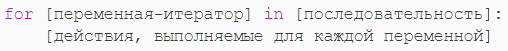 for [переменная-итератор] in [последовательность]:
    [действия, выполняемые для каждой переменной]